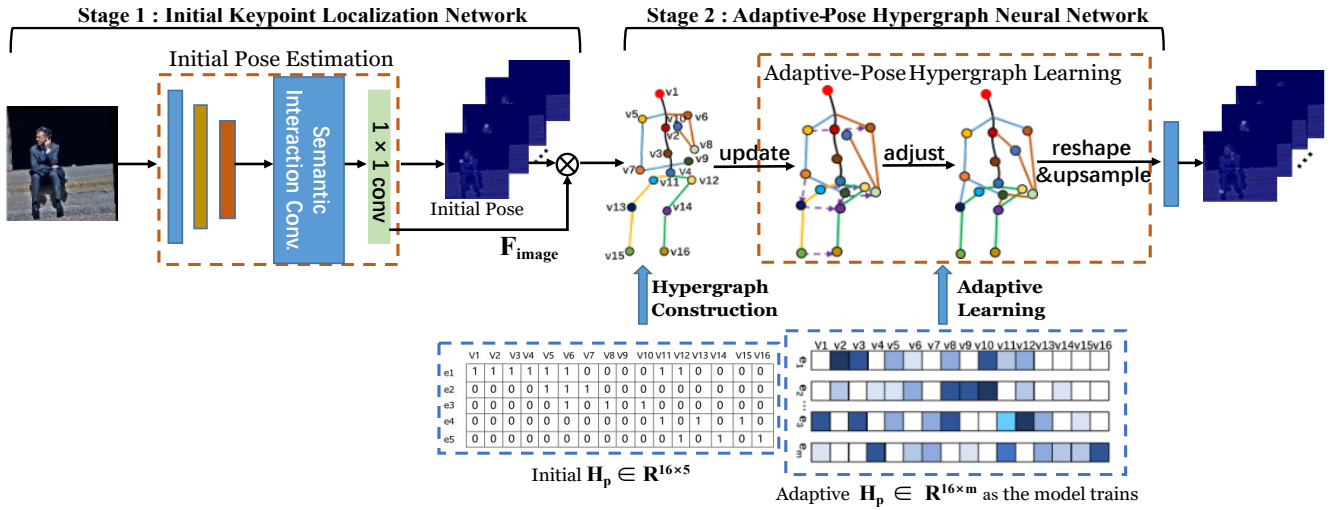 Stage 1 : Initial Keypoint Localization Network
Stage 2 : Adaptive-Pose Hypergraph Neural Network
Initial Pose Estimation
Semantic
Interaction Conv.
1 × 1 conv
Initial Pose
F_image
v1
v5
v10
v6
v2
v8
v3
v9
v7
v4
v11
v12
v13
v14
v15
v16
Adaptive-Pose Hypergraph Learning
update
adjust
reshape
&upsample
Hypergraph
Construction
Adaptive
Learning
V1 V2 V3 V4 V5 V6 V7 V8 V9 V10 V11 V12 V13 V14 V15 V16
e1 1 1 1 1 1 1 0 0 0 0 1 1 0 0 0 0
e2 0 0 0 0 1 1 1 0 0 0 0 0 0 0 0 0
e3 0 0 0 0 0 1 0 1 0 1 0 0 0 0 0 0
e4 0 0 0 0 0 0 0 0 0 0 1 0 1 0 1 0
e5 0 0 0 0 0 0 0 0 0 0 0 1 0 1 0 1
Initial H_p ∈ R^16×5
V1 v2 v3 v4 v5 v6 v7 v8 v9 v10 v11 v12 v13 v14 v15 v16
e1
e2
...
e3
em
Adaptive H_p ∈ R^16×m as the model trains